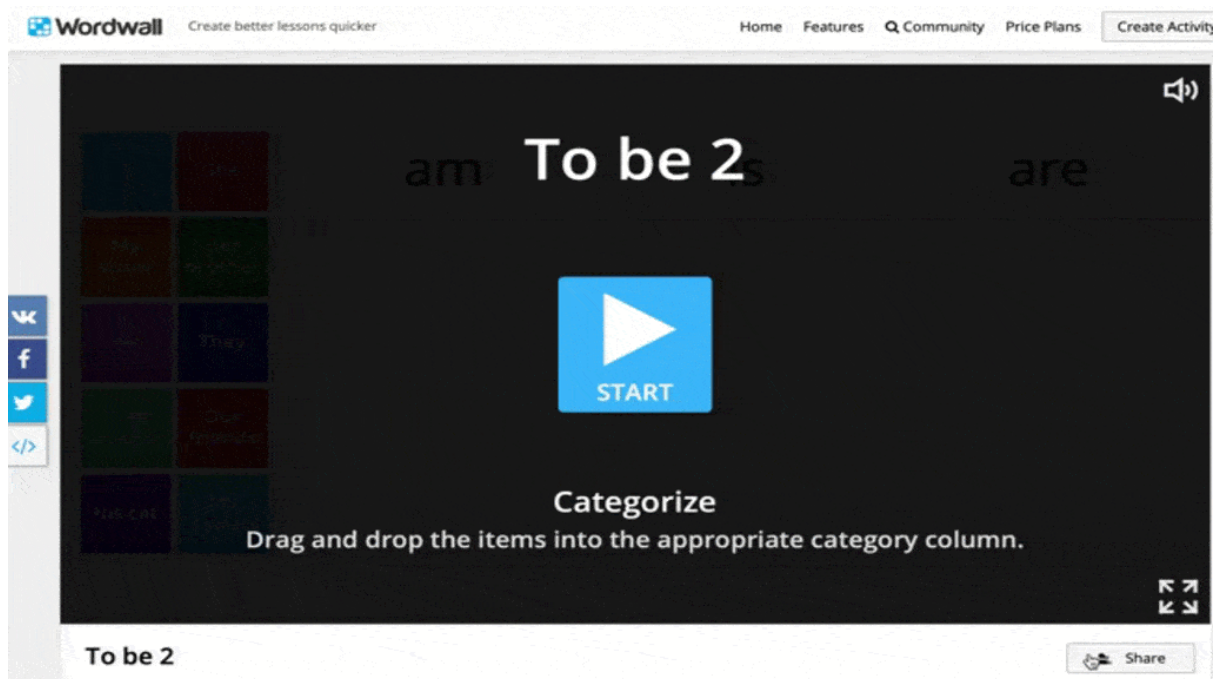 Wordwall Create better lessons quicker Home Features Community Price Plans Create Activity
To be 2
am is are
They
START
Categorize
Drag and drop the items into the appropriate category column.
To be 2 Share